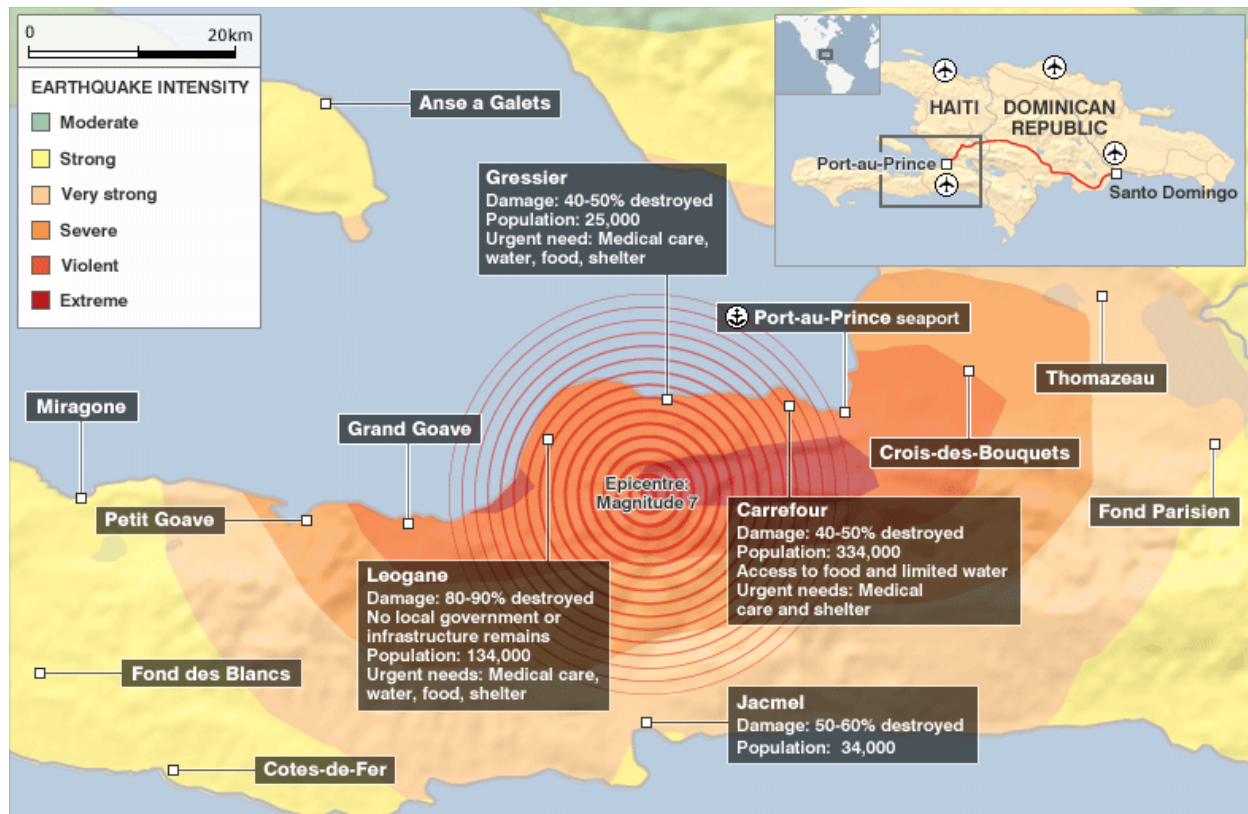 0
20km
EARTHQUAKE INTENSITY
Moderate
Strong
Very strong
Severe
Violent
Extreme
Anse a Galets
HAITI
DOMINICAN
REPUBLIC
Port-au-Prince
Santo Domingo
Gressier
Damage: 40-50% destroyed
Population: 25,000
Urgent need: Medical care,
water, food, shelter
Port-au-Prince seaport
Thomazeau
Miragone
Grand Goave
Crois-des-Bouquets
Epicentre:
Magnitude 7
Petit Goave
Fond Parisien
Carrefour
Damage: 40-50% destroyed
Population: 334,000
Access to food and limited water
Urgent needs: Medical
care and shelter
Leogane
Damage: 80-90% destroyed
No local government or
infrastructure remains
Population: 134,000
Urgent needs: Medical care,
water, food, shelter
Fond des Blancs
Jacmel
Damage: 50-60% destroyed
Population: 34,000
Cotes-de-Fer